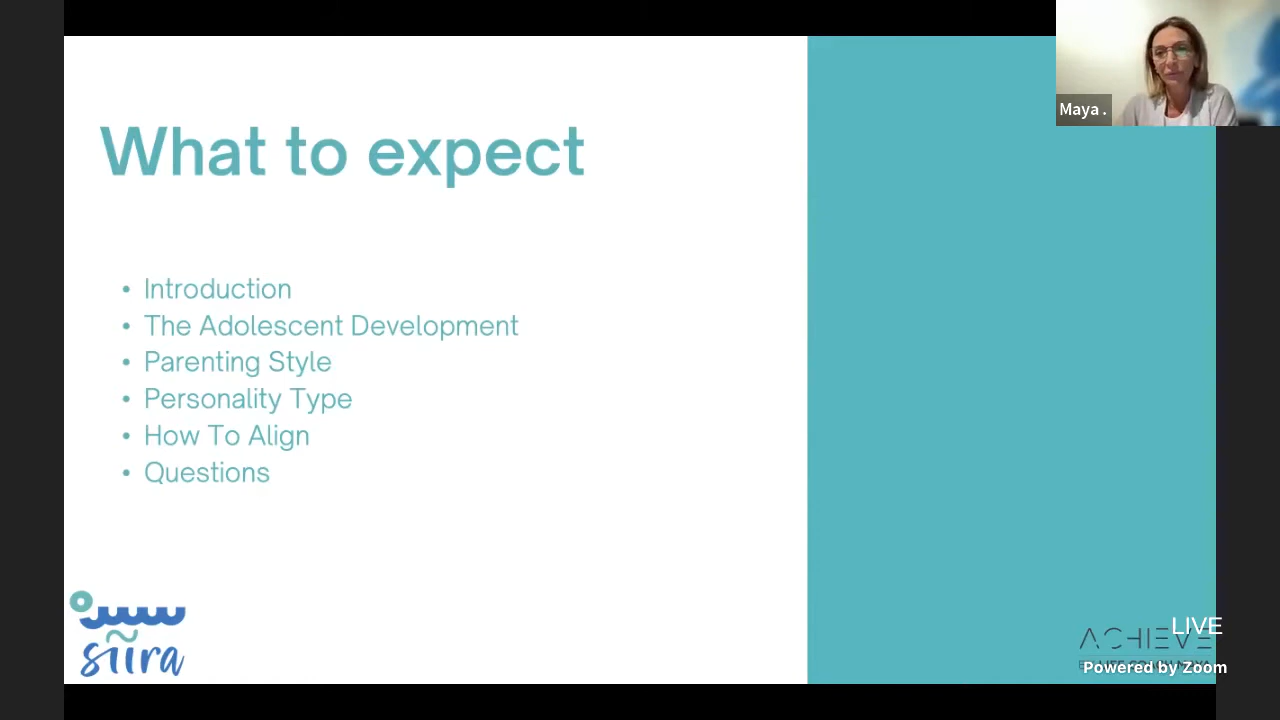 Maya .
What to expect
• Introduction
• The Adolescent Development
• Parenting Style
• Personality Type
• How To Align
• Questions
siira
ACHIEVE
LIVE
Powered by Zoom